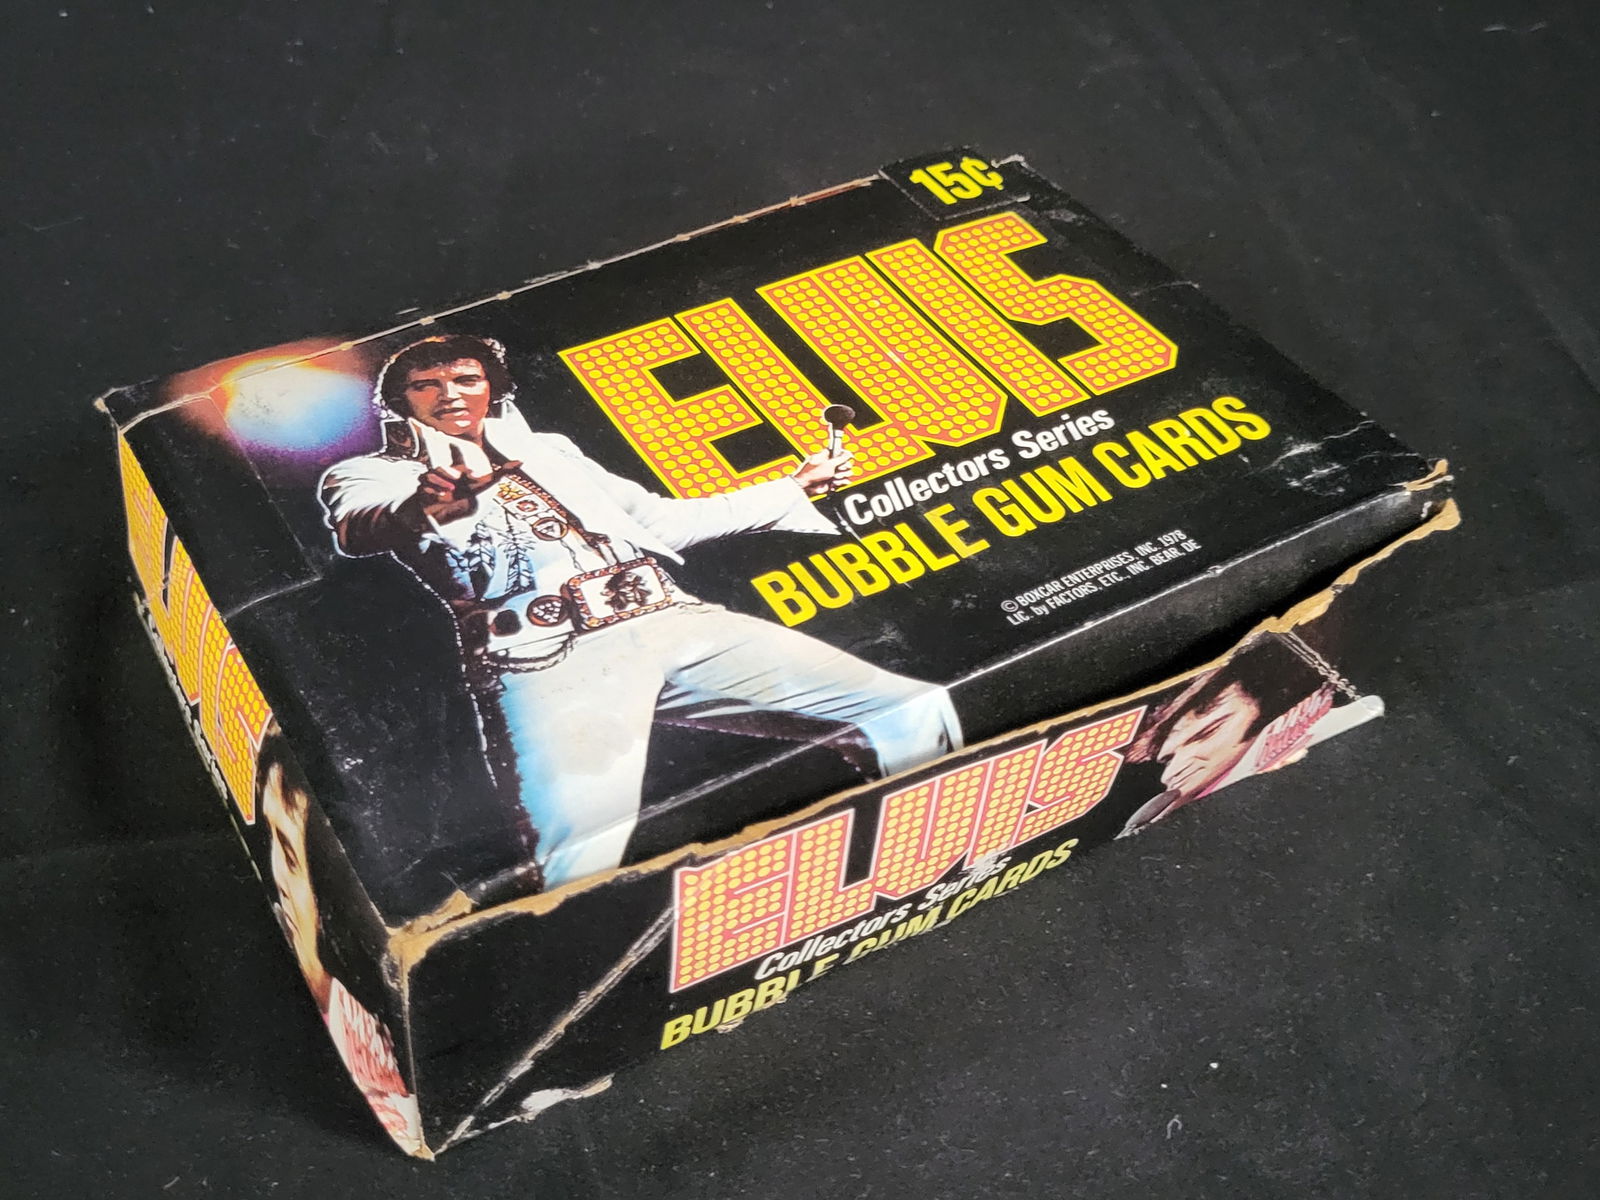 15¢
ELVIS
Collectors Series
BUBBLE GUM CARDS
© BOXCAR ENTERPRISES, INC. 1978
LIC. by FACTORS, ETC., INC. BEAR, DE
ELVIS
Collectors Series
BUBBLE GUM CARDS
ELVIS